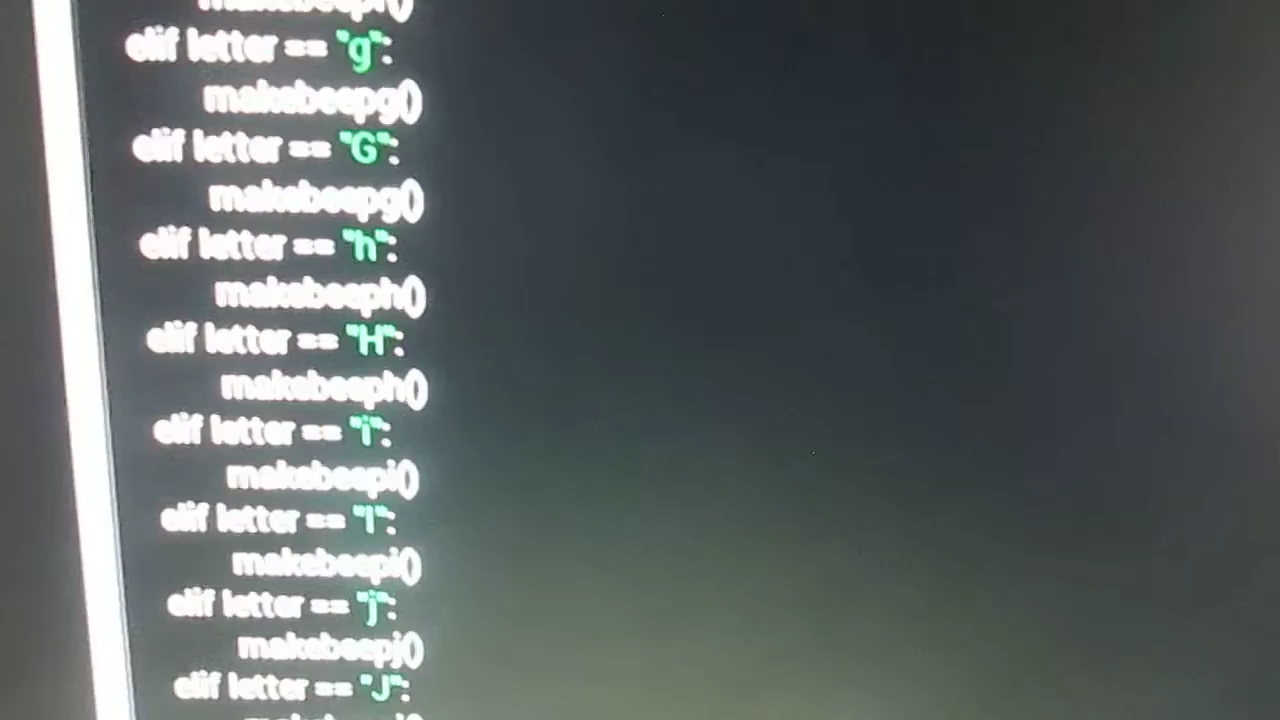 makebeepf()
elif letter == "g":
makebeepg()
elif letter == "G":
makebeepg()
elif letter == "h":
makebeeph()
elif letter == "H":
makebeeph()
elif letter == "i":
makebeepi()
elif letter == "I":
makebeepi()
elif letter == "j":
makebeepj()
elif letter == "J":